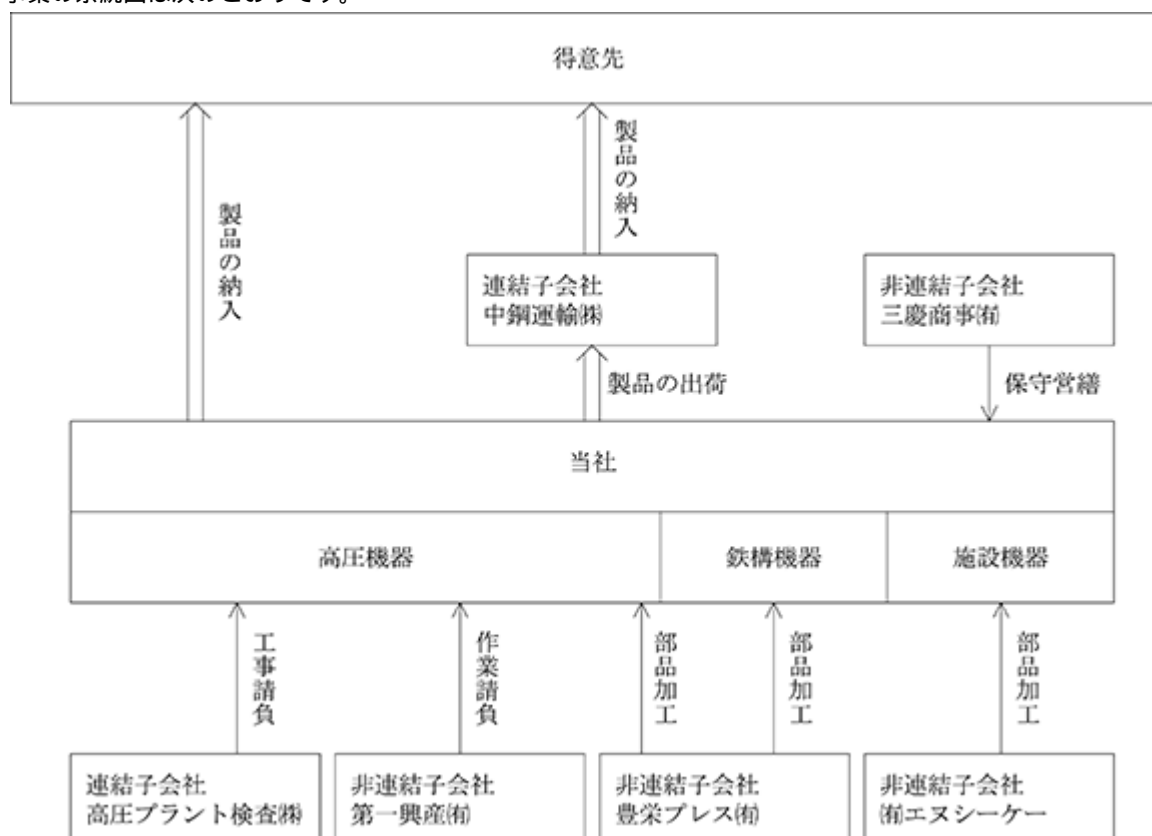 事業の系統図は次のとおりです。
得意先
製品の納入
製品の納入
連結子会社
中鋼運輸㈱
非連結子会社
三慶商事㈲
製品の出荷
保守営繕
当社
高圧機器
鉄構機器
施設機器
工事請負
作業請負
部品加工
部品加工
部品加工
連結子会社
高圧プラント検査㈱
非連結子会社
第一興産㈲
非連結子会社
豊栄プレス㈲
非連結子会社
㈲エヌシーケー